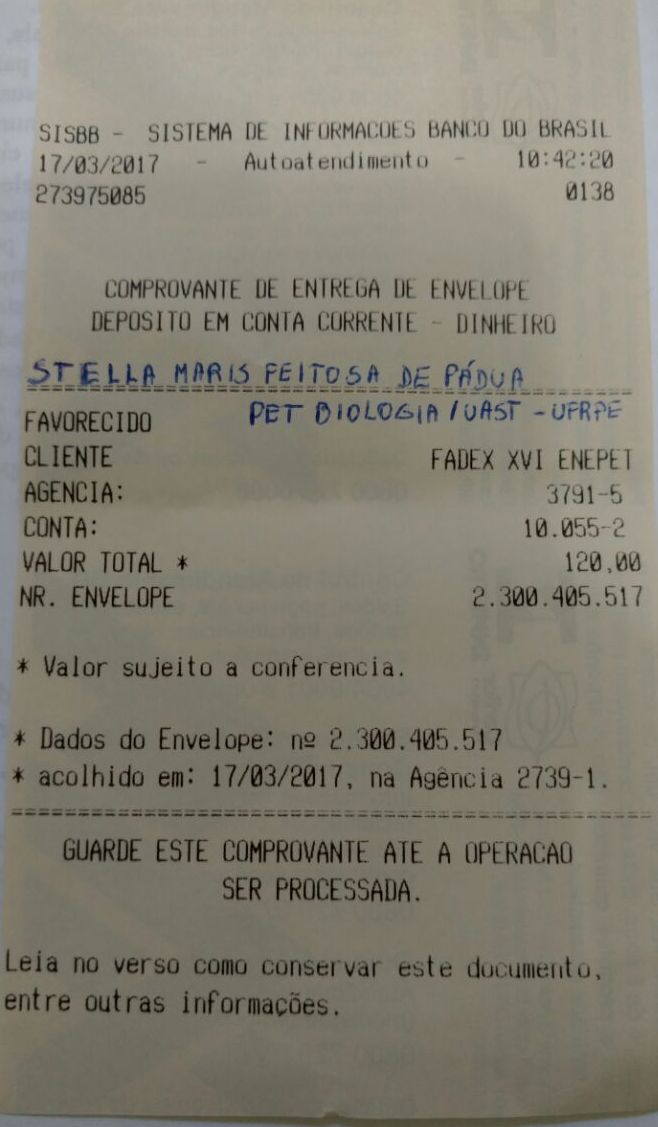 SISBB - SISTEMA DE INFORMACOES BANCO DO BRASIL
17/03/2017 - Autoatendimento - 10:42:20
273975085 0138
COMPROVANTE DE ENTREGA DE ENVELOPE
DEPOSITO EM CONTA CORRENTE - DINHEIRO
STELLA MARIS FEITOSA DE PÁDUA
PET BIOLOGIA / UAST - UFRPE
FAVORECIDO
CLIENTE FADEX XVI ENEPET
AGENCIA: 3791-5
CONTA: 10.055-2
VALOR TOTAL * 120,00
NR. ENVELOPE 2.300.405.517
* Valor sujeito a conferencia.
* Dados do Envelope: nº 2.300.405.517
* acolhido em: 17/03/2017, na Agência 2739-1.
GUARDE ESTE COMPROVANTE ATE A OPERACAO
SER PROCESSADA.
Leia no verso como conservar este documento,
entre outras informações.